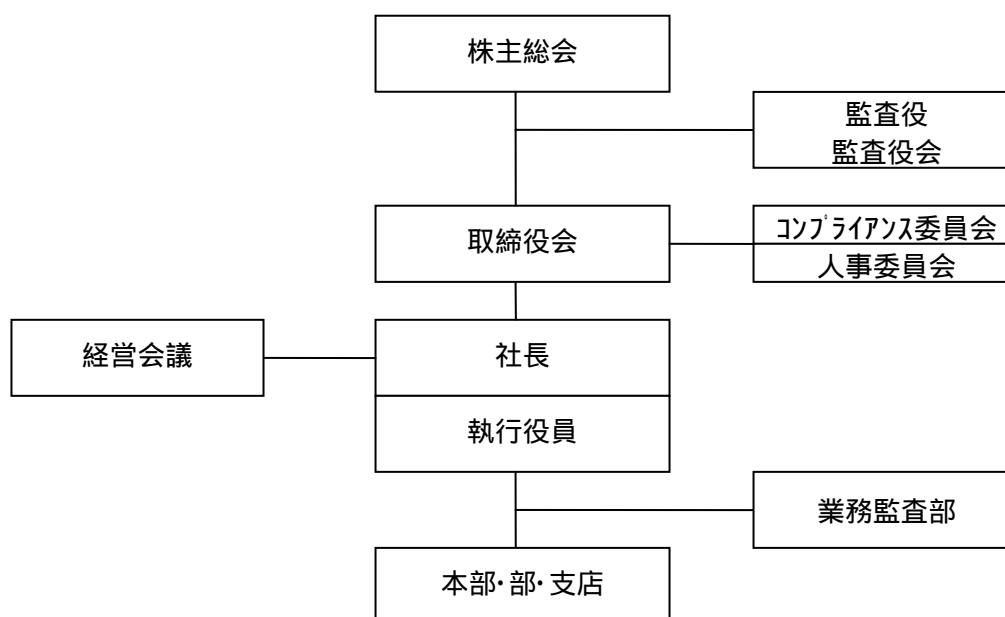 株主総会
監査役
監査役会
取締役会
ｺﾝﾌﾟﾗｲｱﾝｽ委員会
人事委員会
経営会議
社長
執行役員
業務監査部
本部･部･支店